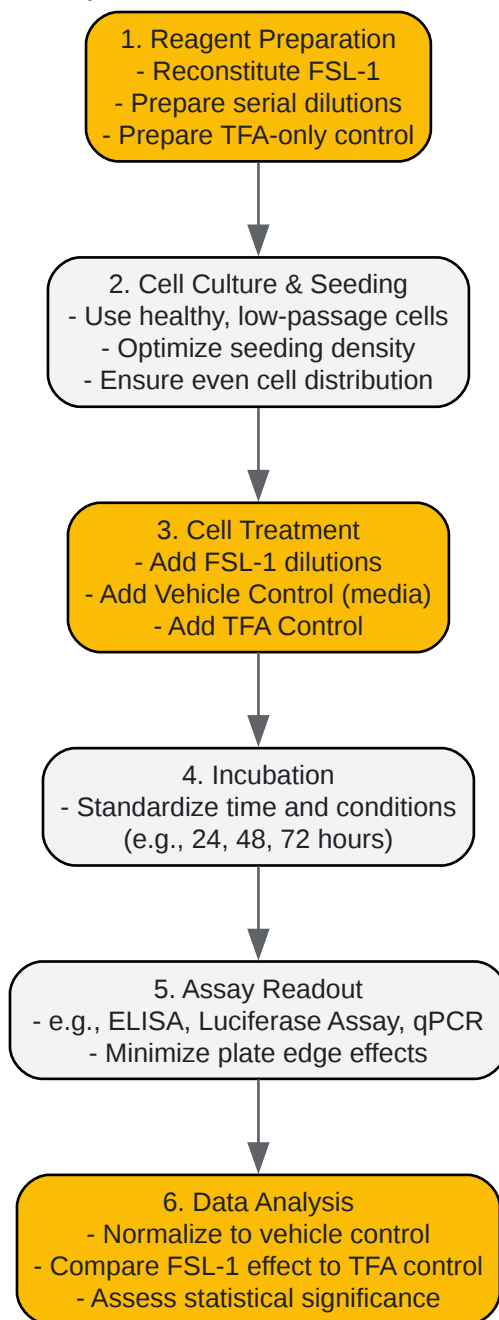 1. Reagent Preparation
- Reconstitute FSL-1
- Prepare serial dilutions
- Prepare TFA-only control
2. Cell Culture & Seeding
- Use healthy, low-passage cells
- Optimize seeding density
- Ensure even cell distribution
3. Cell Treatment
- Add FSL-1 dilutions
- Add Vehicle Control (media)
- Add TFA Control
4. Incubation
- Standardize time and conditions
(e.g., 24, 48, 72 hours)
5. Assay Readout
- e.g., ELISA, Luciferase Assay, qPCR
- Minimize plate edge effects
6. Data Analysis
- Normalize to vehicle control
- Compare FSL-1 effect to TFA control
- Assess statistical significance